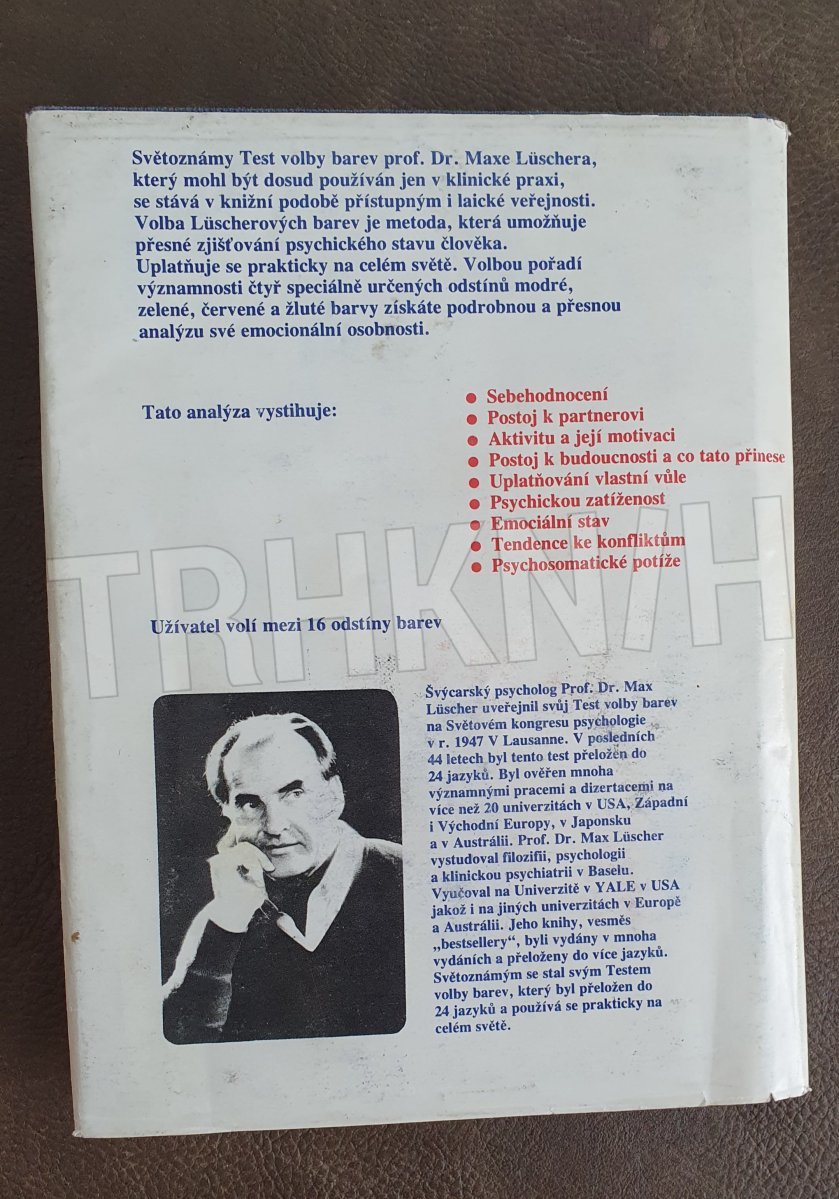 Světoznámy Test volby barev prof. Dr. Maxe Lüschera,
který mohl být dosud používán jen v klinické praxi,
se stává v knižní podobě přístupným i laické veřejnosti.
Volba Lüscherových barev je metoda, která umožňuje
přesné zjišťování psychického stavu člověka.
Uplatňuje se prakticky na celém světě. Volbou pořadí
významnosti čtyř speciálně určených odstínů modré,
zelené, červené a žluté barvy získáte podrobnou a přesnou
analýzu své emocionální osobnosti.
Tato analýza vystihuje:
● Sebehodnocení
● Postoj k partnerovi
● Aktivitu a její motivaci
● Postoj k budoucnosti a co tato přinese
● Uplatňování vlastní vůle
● Psychickou zatíženost
● Emociální stav
● Tendence ke konfliktům
● Psychosomatické potíže
TRHKNIH
Užívatel volí mezi 16 odstíny barev
Švýcarský psycholog Prof. Dr. Max
Lüscher uveřejnil svůj Test volby barev
na Světovém kongresu psychologie
v r. 1947 V Lausanne. V posledních
44 letech byl tento test přeložen do
24 jazyků. Byl ověřen mnoha
významnými pracemi a dizertacemi na
více než 20 univerzitách v USA, Západní
i Východní Evropy, v Japonsku
a v Austrálii. Prof. Dr. Max Lüscher
vystudoval filozifii, psychologii
a klinickou psychiatrii v Baselu.
Vyučoval na Univerzitě v YALE v USA
jakož i na jiných univerzitách v Evropě
a Austrálii. Jeho knihy, vesměs
„bestsellery“, byli vydány v mnoha
vydáních a přeloženy do více jazyků.
Světoznámým se stal svým Testem
volby barev, který byl přeložen do
24 jazyků a používá se prakticky na
celém světě.